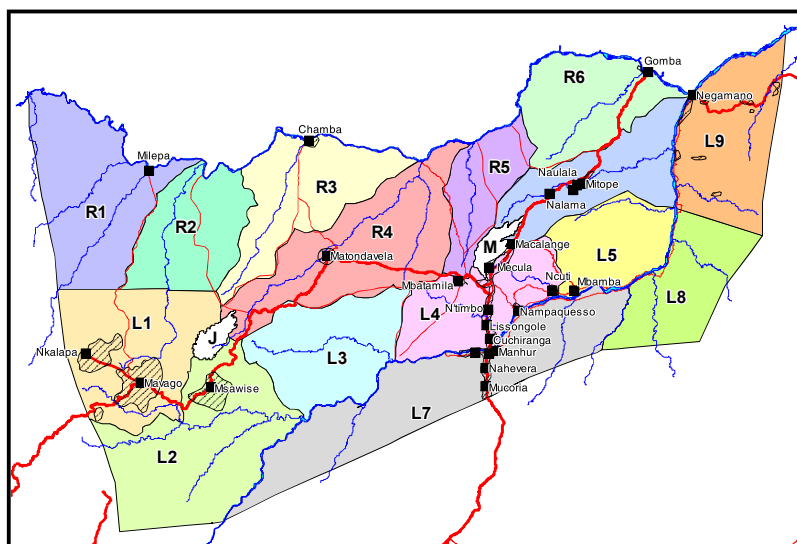 Gomba
R6
Negamano
Chamba
L9
Milepa
R5
Naulala
R3
Mitope
R1
R2
Nalama
R4
M
Macalange
L5
Matondavela
Mecula
Ncuti
Mbatamila
Mbamba
L8
L1
L4
Ntimbo
Nampaquesso
J
Lissongole
Nkalapa
L3
Cuchiranga
Manhur
Mavago
Nahevera
Msawise
Mucoria
L7
L2